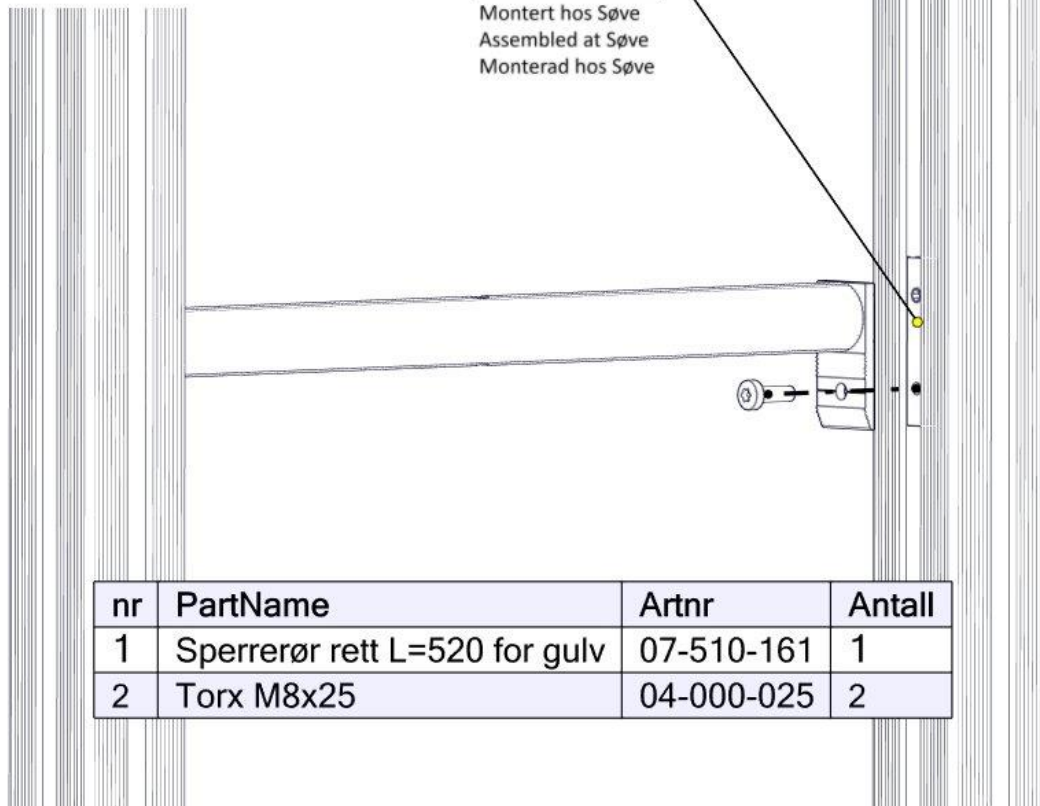 Montert hos Søve
Assembled at Søve
Monterad hos Søve
nr PartName Artnr Antall
1 Sperrerør rett L=520 for gulv 07-510-161 1
2 Torx M8x25 04-000-025 2